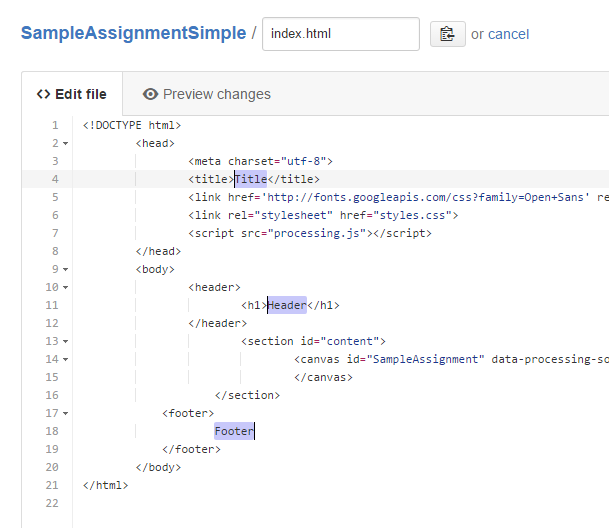 SampleAssignmentSimple / index.html or cancel
<> Edit file Preview changes
1 <!DOCTYPE html>
2 <head>
3 <meta charset="utf-8">
4 <title>Title</title>
5 <link href='http://fonts.googleapis.com/css?family=Open+Sans' re
6 <link rel="stylesheet" href="styles.css">
7 <script src="processing.js"></script>
8 </head>
9 <body>
10 <header>
11 <h1>Header</h1>
12 </header>
13 <section id="content">
14 <canvas id="SampleAssignment" data-processing-so
15 </canvas>
16 </section>
17 <footer>
18 Footer
19 </footer>
20 </body>
21 </html>
22